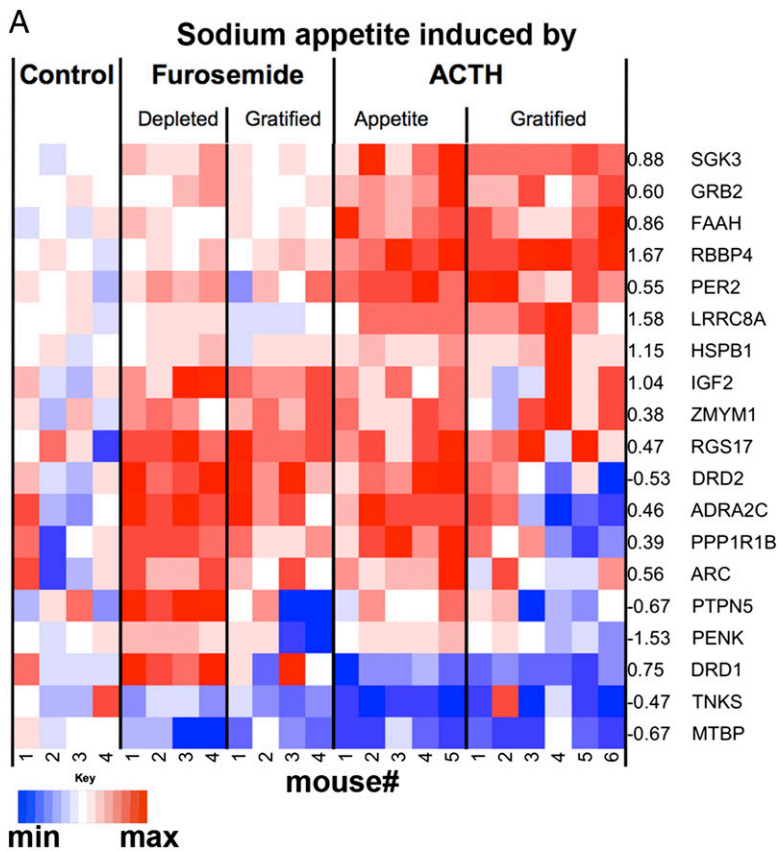 A
Sodium appetite induced by
Control Furosemide ACTH
Depleted Gratified Appetite Gratified
0.88 SGK3
0.60 GRB2
0.86 FAAH
1.67 RBBP4
0.55 PER2
1.58 LRRC8A
1.15 HSPB1
1.04 IGF2
0.38 ZMYM1
0.47 RGS17
-0.53 DRD2
0.46 ADRA2C
0.39 PPP1R1B
0.56 ARC
-0.67 PTPN5
-1.53 PENK
0.75 DRD1
-0.47 TNKS
-0.67 MTBP
1 2 3 4 1 2 3 4 1 2 3 4 1 2 3 4 5 1 2 3 4 5 6
mouse#
Key
min max